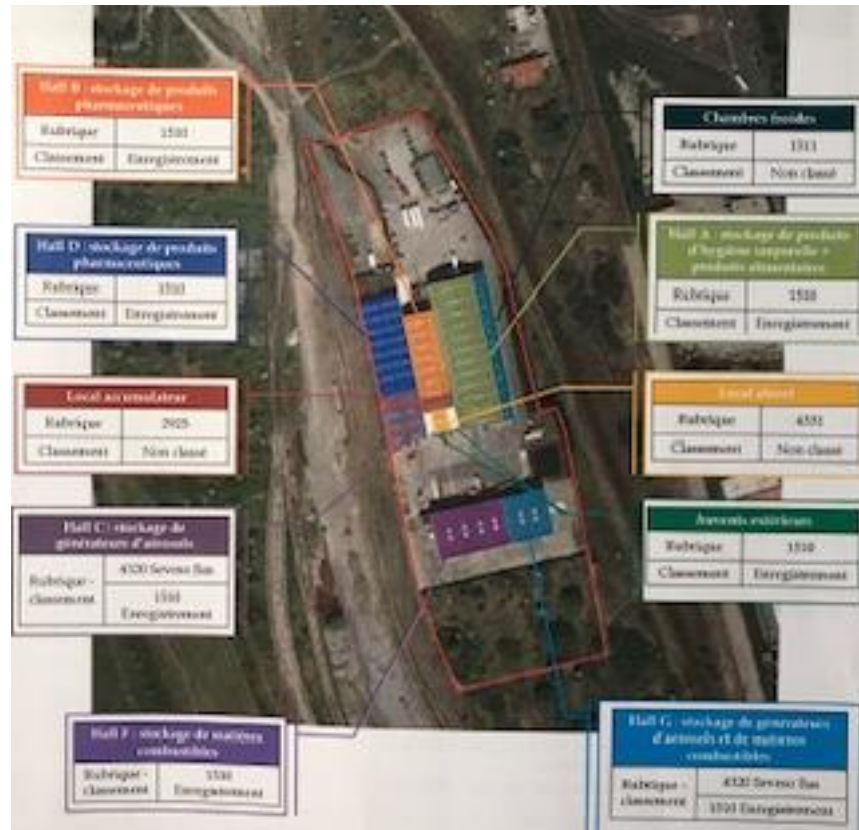 Hall B : stockage de produits
pharmaceutiques
Rubrique 1510
Classement Enregistrement
Chambres froides
Rubrique 1511
Classement Non classé
Hall D : stockage de produits
pharmaceutiques
Rubrique 1510
Classement Enregistrement
Hall A : stockage de produits
d'hygiène corporelle +
produits alimentaires
Rubrique 1510
Classement Enregistrement
Local accumulateur
Rubrique 2925
Classement Non classé
Local alcool
Rubrique 4331
Classement Non classé
Hall C : stockage de
générateurs d'aérosols
Rubrique -
classement
4320 Seveso Bas
1510
Enregistrement
Auvents extérieurs
Rubrique 1510
Classement Enregistrement
Hall F : stockage de matières
combustibles
Rubrique -
classement
1510
Enregistrement
Hall G : stockage de générateurs
d'aérosols et de matières
combustibles
Rubrique -
classement
4320 Seveso Bas
1510 Enregistrement